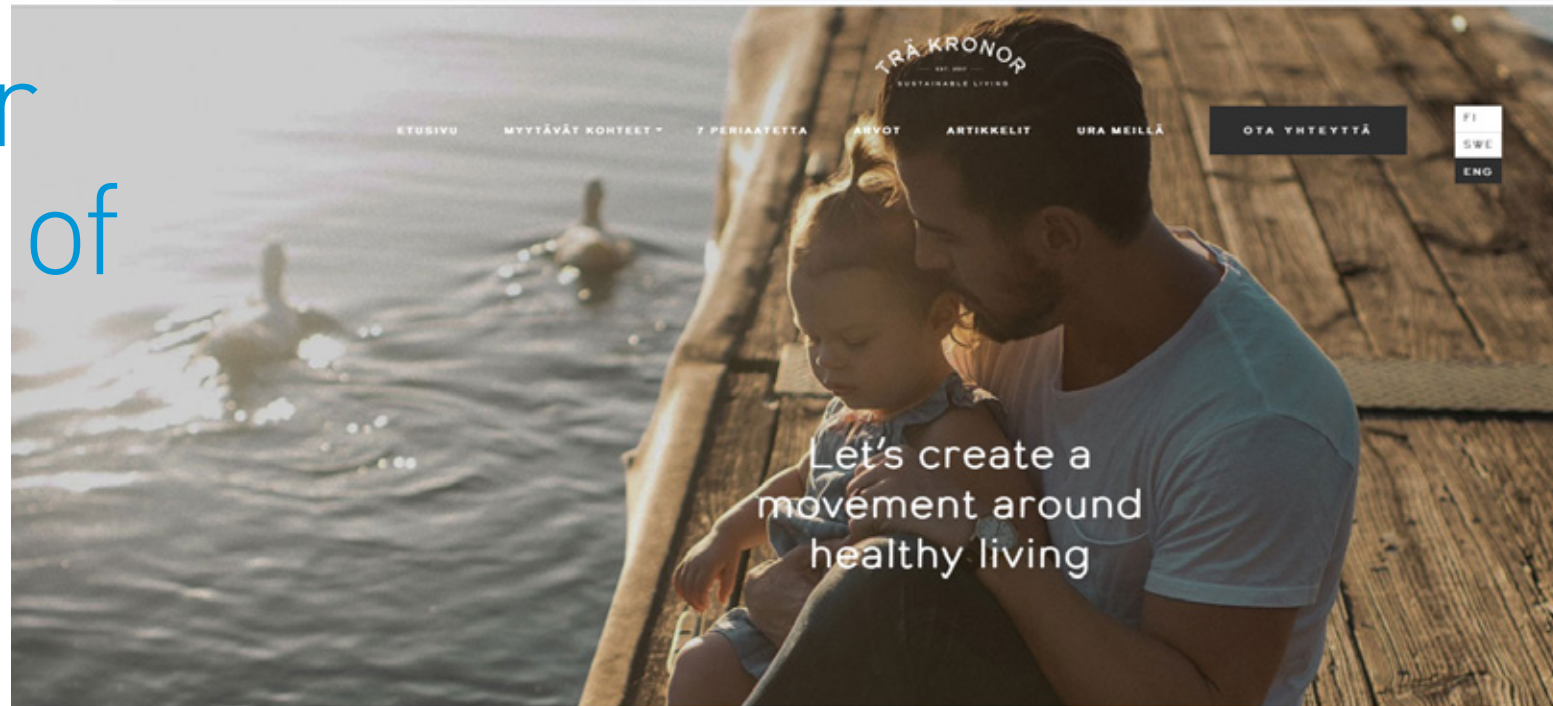 r
of
TRÄ KRONOR
EST. 2017
SUSTAINABLE LIVING
ETUSIVU MYYTÄVÄT KOHTEET 7 PERIAATETTA ARVOT ARTIKKELIT URA MEILLÄ OTA YHTEYTTÄ
FI
SWE
ENG
Let's create a
movement around
healthy living